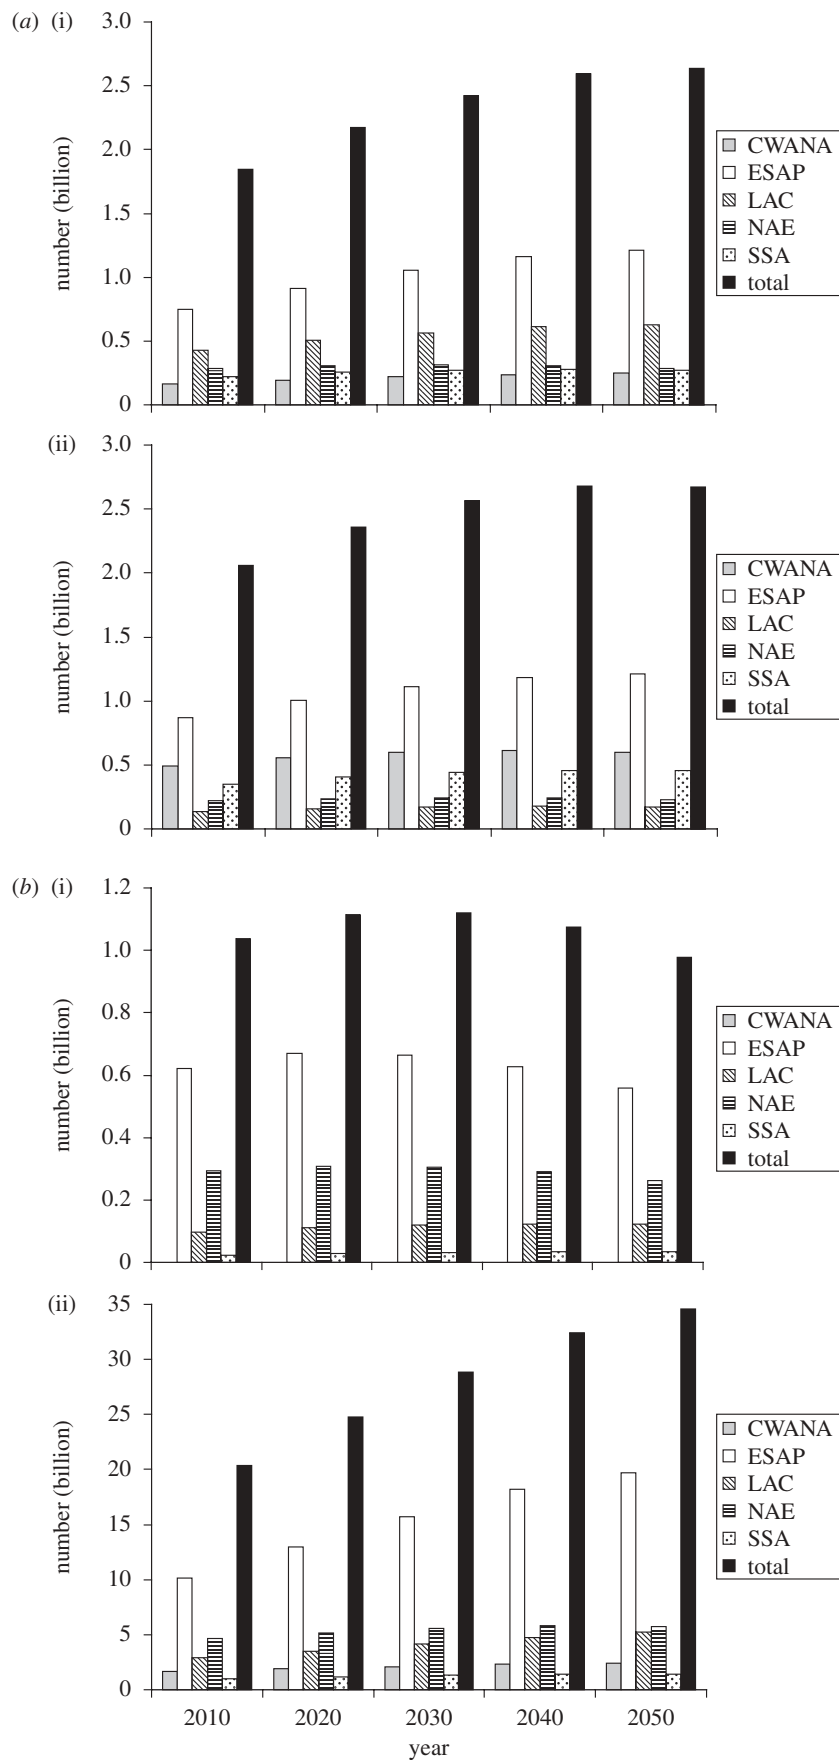 (a) (i)
3.0
2.5
2.0
1.5
1.0
0.5
0
number (billion)
CWANA
ESAP
LAC
NAE
SSA
total
(ii)
3.0
2.5
2.0
1.5
1.0
0.5
0
number (billion)
CWANA
ESAP
LAC
NAE
SSA
total
(b) (i)
1.2
1.0
0.8
0.6
0.4
0.2
0
number (billion)
CWANA
ESAP
LAC
NAE
SSA
total
(ii)
35
30
25
20
15
10
5
0
number (billion)
CWANA
ESAP
LAC
NAE
SSA
total
2010 2020 2030 2040 2050
year